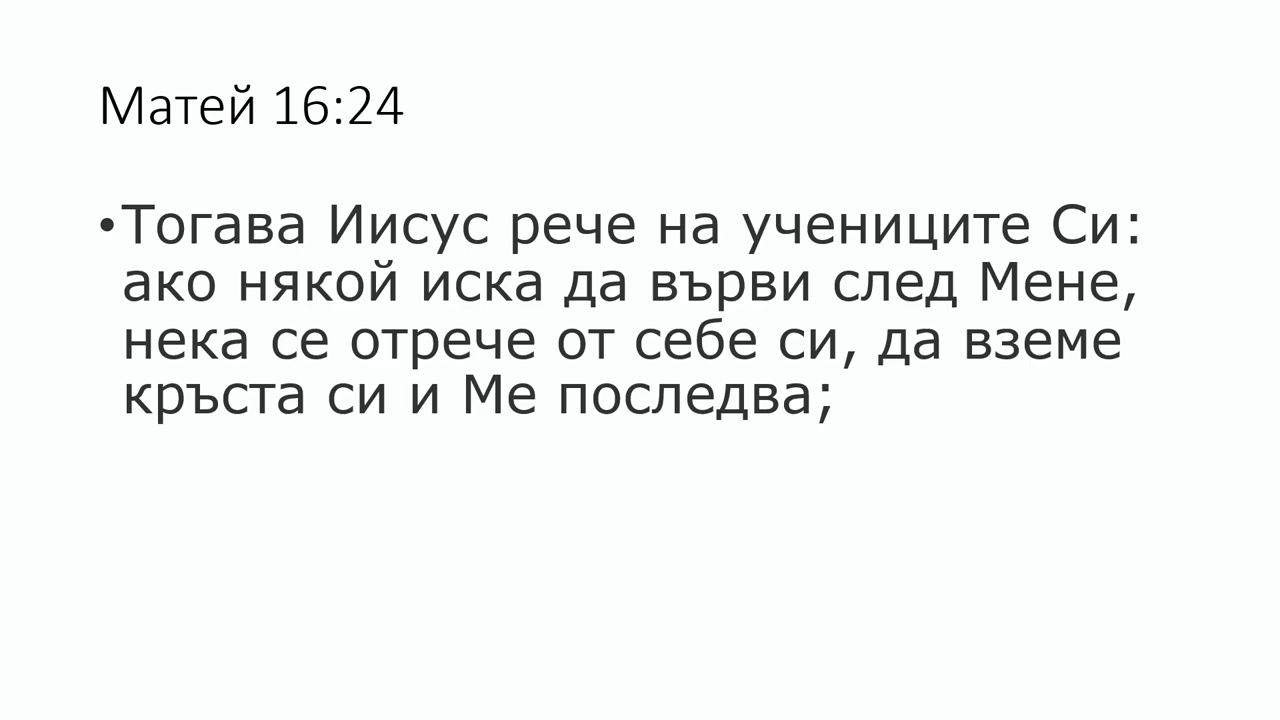 Матей 16:24
•Тогава Иисус рече на учениците Си:
ако някой иска да върви след Мене,
нека се отрече от себе си, да вземе
кръста си и Ме последва;